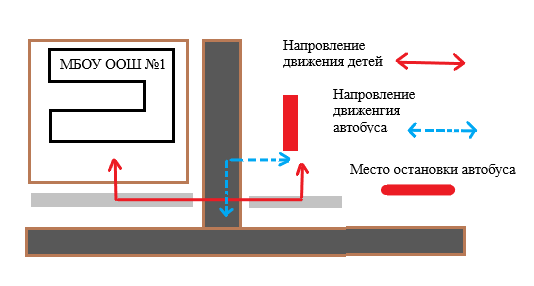 МБОУ ООШ №1
Напровление
движения детей
Напровление
движенгия
автобуса
Место остановки автобуса